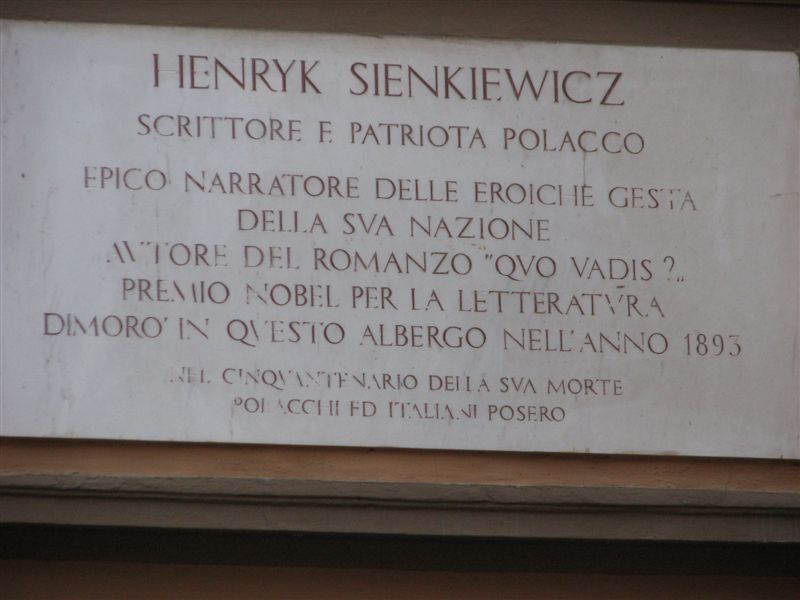 HENRYK SIENKIEWICZ
SCRITTORE E PATRIOTA POLACCO
EPICO NARRATORE DELLE EROICHE GESTA
DELLA SVA NAZIONE
AVTORE DEL ROMANZO "QVO VADIS?„
PREMIO NOBEL PER LA LETTERATVRA
DIMORO' IN QVESTO ALBERGO NELL'ANNO 1893
NEL CINQVANTENARIO DELLA SVA MORTE
POLACCHI ED ITALIANI POSERO